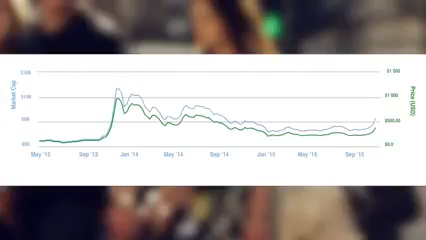 $15B
$1 500
$10B
$1 000
$5B
$500.00
$0B
$0.0
Market Cap
Price (USD)
May '13
Sep '13
Jan '14
May '14
Sep '14
Jan '15
May '15
Sep '15